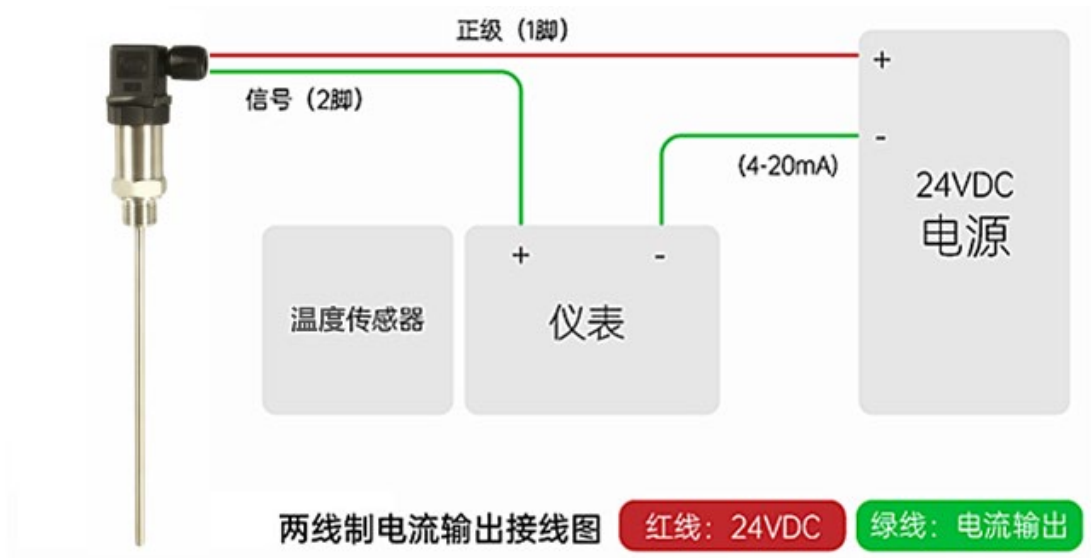 正级（1脚）
信号（2脚）
+
-
(4-20mA)
24VDC
电源
+
-
温度传感器
仪表
两线制电流输出接线图
红线：24VDC
绿线：电流输出